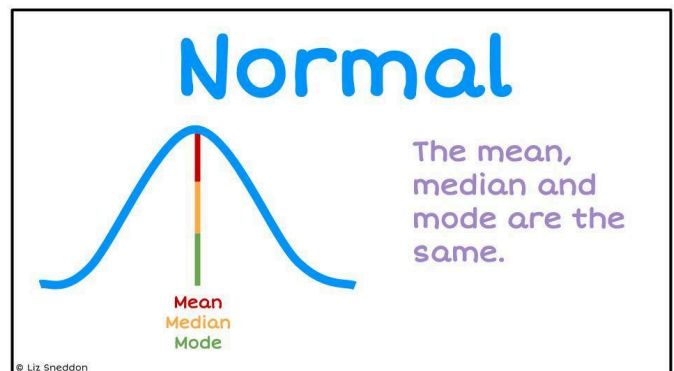 Normal
The mean,
median and
mode are the
same.
Mean
Median
Mode
© Liz Sneddon